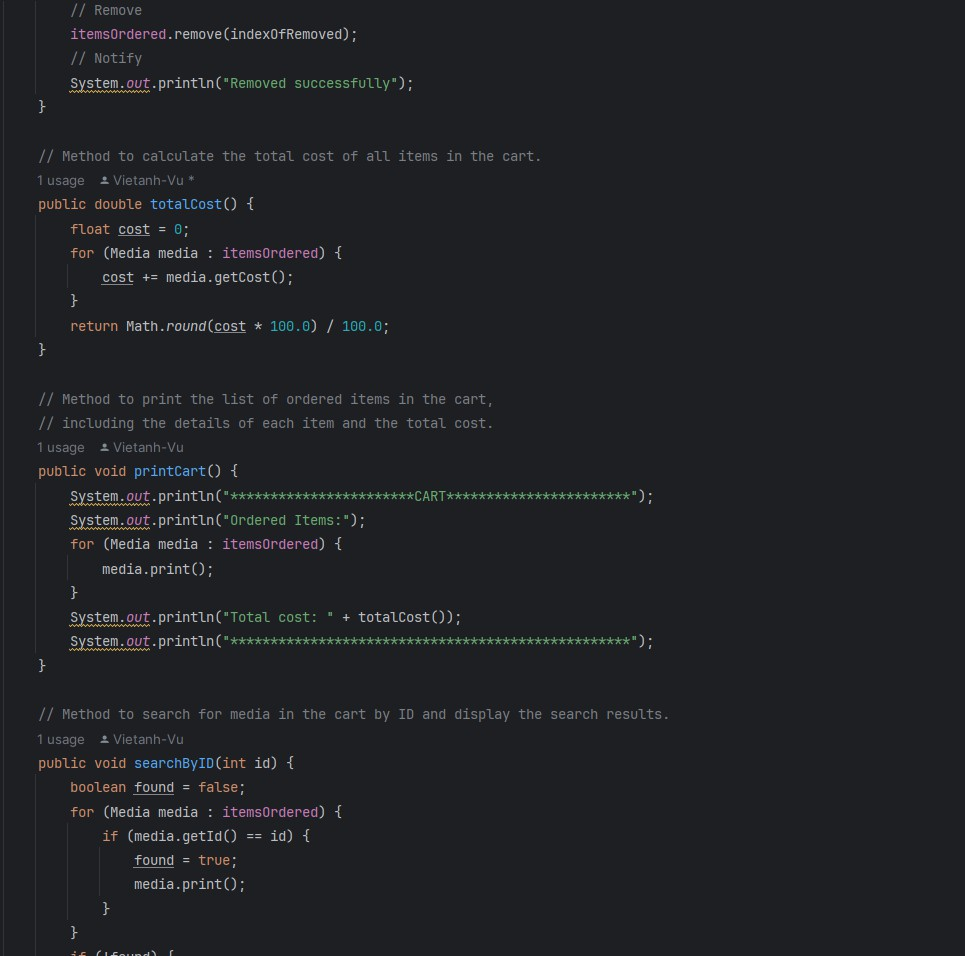 // Remove
itemsOrdered.remove(indexOfRemoved);
// Notify
System.out.println("Removed successfully");
}
// Method to calculate the total cost of all items in the cart.
1 usage Vietanh-Vu *
public double totalCost() {
float cost = 0;
for (Media media : itemsOrdered) {
cost += media.getCost();
}
return Math.round(cost * 100.0) / 100.0;
}
// Method to print the list of ordered items in the cart,
// including the details of each item and the total cost.
1 usage Vietanh-Vu
public void printCart() {
System.out.println("***********************CART***********************");
System.out.println("Ordered Items:");
for (Media media : itemsOrdered) {
media.print();
}
System.out.println("Total cost: " + totalCost());
System.out.println("**************************************************");
}
// Method to search for media in the cart by ID and display the search results.
1 usage Vietanh-Vu
public void searchByID(int id) {
boolean found = false;
for (Media media : itemsOrdered) {
if (media.getId() == id) {
found = true;
media.print();
}
}
if (!found) {